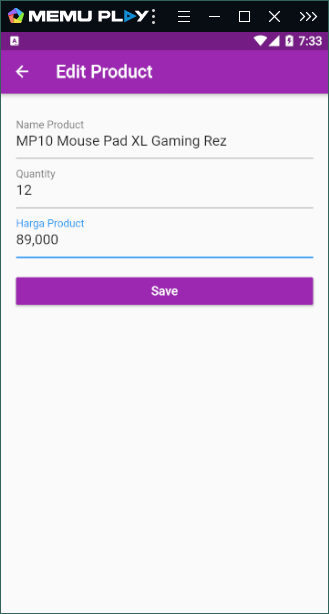 MEMU PLAY
7:33
Edit Product
Name Product
MP10 Mouse Pad XL Gaming Rez
Quantity
12
Harga Product
89,000
Save